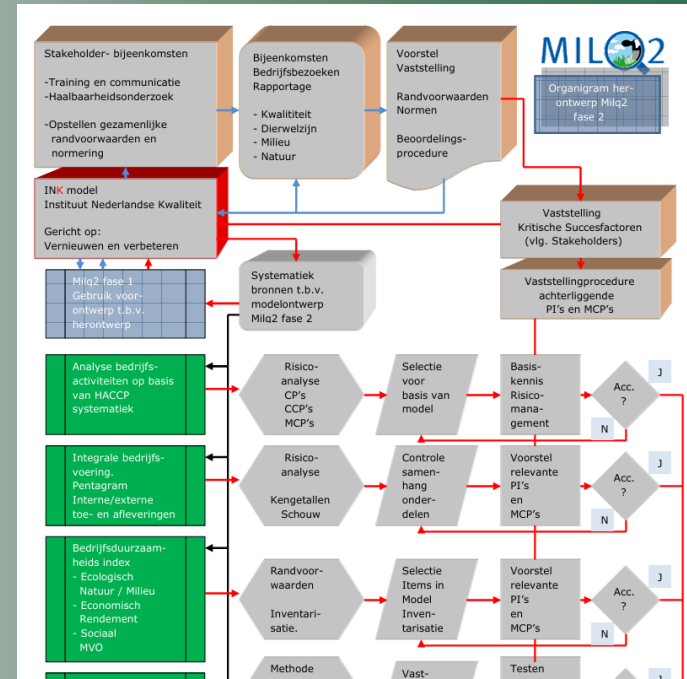 Stakeholder- bijeenkomsten
-Training en communicatie
-Haalbaarheidsonderzoek
-Opstellen gezamenlijke
randvoorwaarden en
normering
Bijeenkomsten
Bedrijfsbezoeken
Rapportage
- Kwalititeit
- Dierwelzijn
- Milieu
- Natuur
Voorstel
Vaststelling
Randvoorwaarden
Normen
Beoordelings-
procedure
MILQ2
Organigram her-
ontwerp Milq2
fase 2
INK model
Instituut Nederlandse Kwaliteit
Gericht op:
Vernieuwen en verbeteren
Vaststelling
Kritische Succesfactoren
(vlg. Stakeholders)
Milq2 fase 1
Gebruik voor-
ontwerp t.b.v.
herontwerp
Systematiek
bronnen t.b.v.
modelontwerp
Milq2 fase 2
Vaststellingprocedure
achterliggende
PI's en MCP's
Analyse bedrijfs-
activiteiten op basis
van HACCP
systematiek
Risico-
analyse
CP's
CCP's
MCP's
Selectie
voor
basis van
model
Basis-
kennis
Risico-
mana-
gement
Acc.
?
J
N
Integrale bedrijfs-
voering.
Pentagram
Interne/externe
toe- en afleveringen
Risico-
analyse
Kengetallen
Schouw
Controle
samen-
hang
onder-
delen
Voorstel
relevante
PI's
en
MCP's
Acc.
?
J
N
Bedrijfsduurzaam-
heids index
- Ecologisch
Natuur / Milieu
- Economisch
Rendement
- Sociaal
MVO
Randvoor-
waarden
Inventari-
satie.
Selectie
Items in
Model
Inven-
tarisatie
Voorstel
relevante
PI's
en
MCP's
Acc.
?
J
N
Methode
Vast-
Testen
J